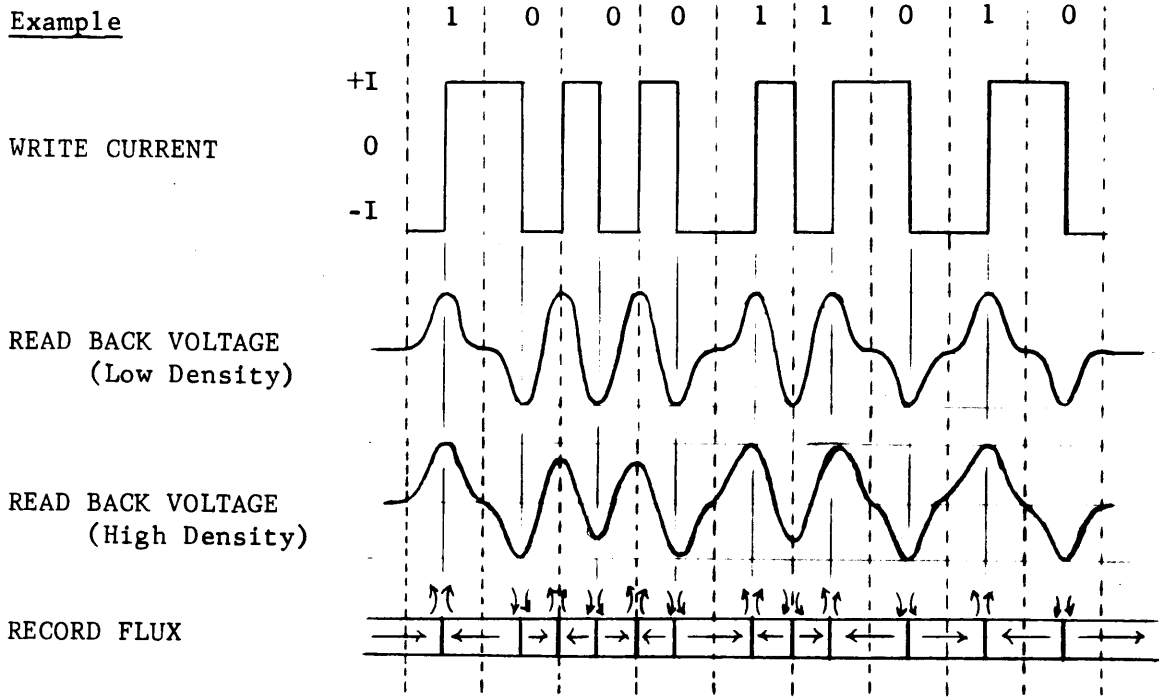 Example 1 0 0 0 1 1 0 1 0
+I
WRITE CURRENT 0
-I
READ BACK VOLTAGE
(Low Density)
READ BACK VOLTAGE
(High Density)
RECORD FLUX